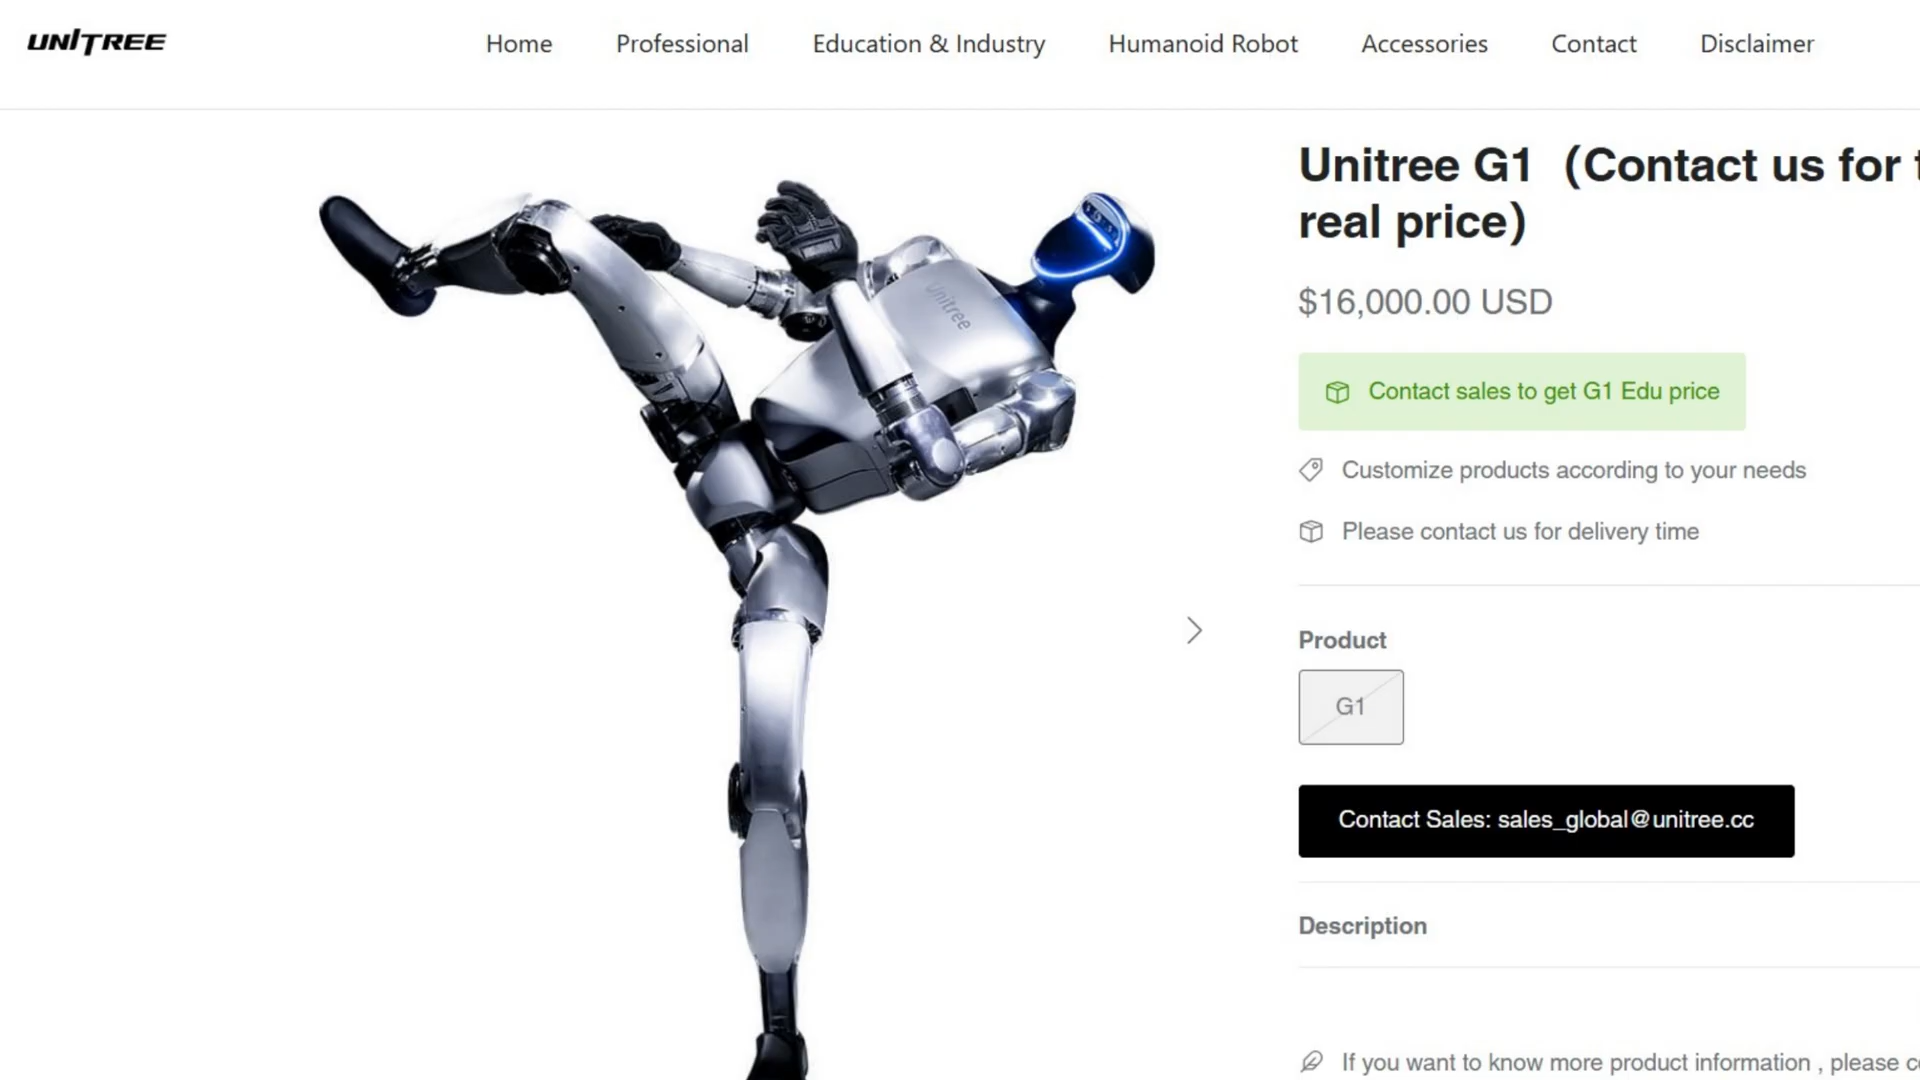 UNITREE
Home Professional Education & Industry Humanoid Robot Accessories Contact Disclaimer
Unitree
Unitree G1（Contact us for
real price）
$16,000.00 USD
Contact sales to get G1 Edu price
Customize products according to your needs
Please contact us for delivery time
Product
G1
Contact Sales: sales_global@unitree.cc
Description
If you want to know more product information , please